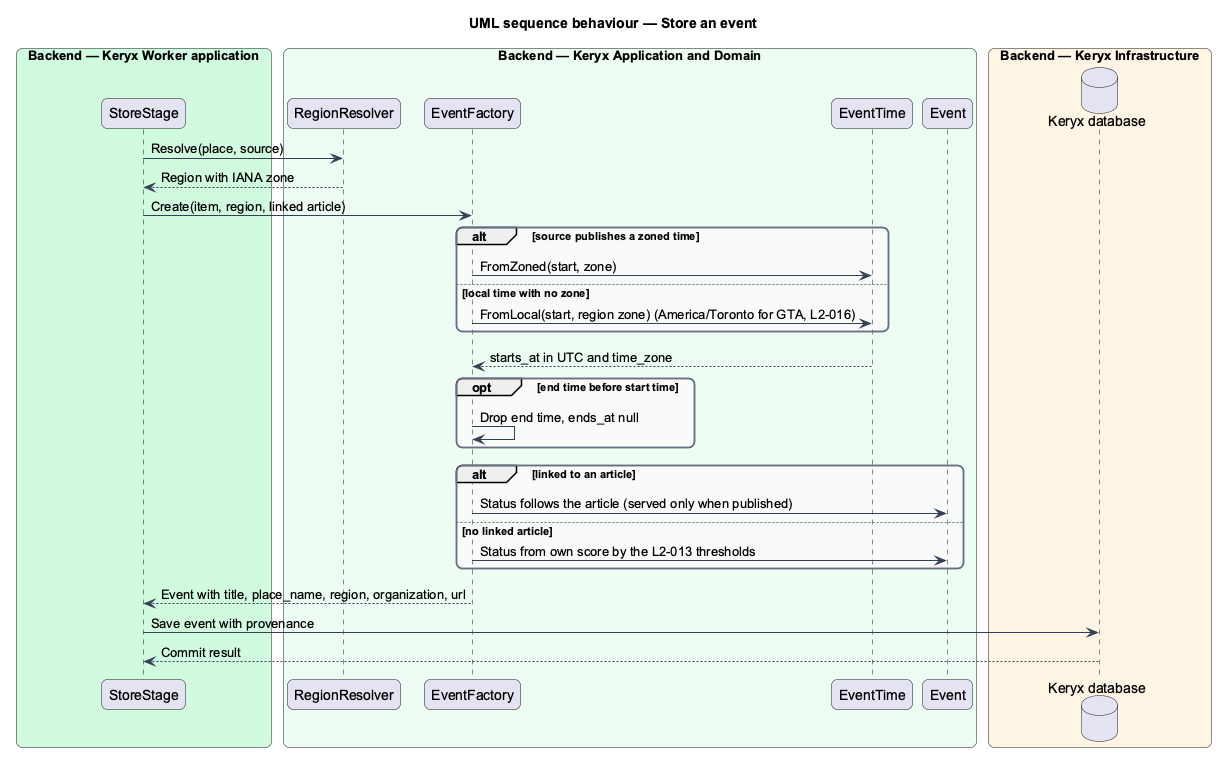 UML sequence behaviour — Store an event
Backend — Keryx Worker application
Backend — Keryx Application and Domain
Backend — Keryx Infrastructure
StoreStage
RegionResolver
EventFactory
EventTime
Event
Keryx database
Resolve(place, source)
Region with IANA zone
Create(item, region, linked article)
alt
[source publishes a zoned time]
FromZoned(start, zone)
[local time with no zone]
FromLocal(start, region zone) (America/Toronto for GTA, L2-016)
starts_at in UTC and time_zone
opt
[end time before start time]
Drop end time, ends_at null
alt
[linked to an article]
Status follows the article (served only when published)
[no linked article]
Status from own score by the L2-013 thresholds
Event with title, place_name, region, organization, url
Save event with provenance
Commit result
StoreStage
RegionResolver
EventFactory
EventTime
Event
Keryx database